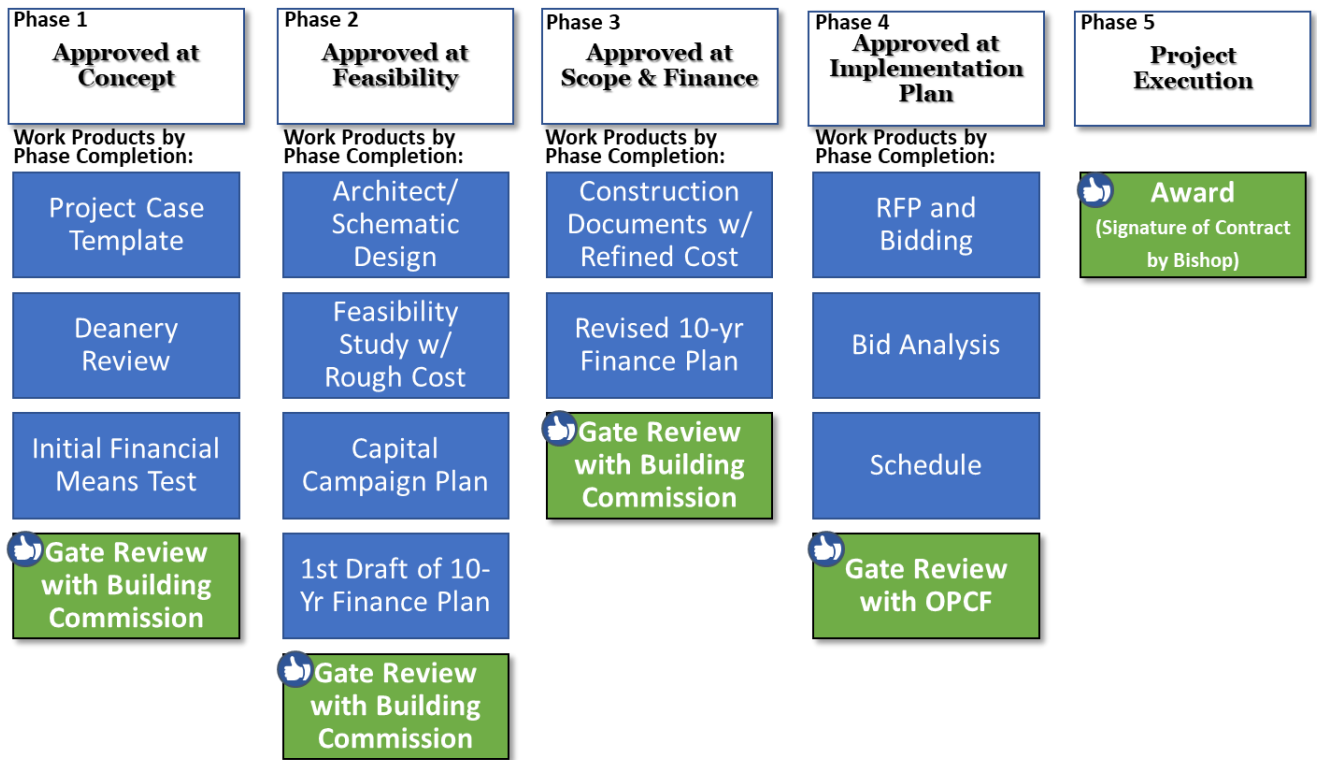 Phase 1
Approved at
Concept
Work Products by
Phase Completion:
Project Case
Template
Deanery
Review
Initial Financial
Means Test
Gate Review
with Building
Commission
Phase 2
Approved at
Feasibility
Work Products by
Phase Completion:
Architect/
Schematic
Design
Feasibility
Study w/
Rough Cost
Capital
Campaign Plan
1st Draft of 10-
Yr Finance Plan
Gate Review
with Building
Commission
Phase 3
Approved at
Scope & Finance
Work Products by
Phase Completion:
Construction
Documents w/
Refined Cost
Revised 10-yr
Finance Plan
Gate Review
with Building
Commission
Phase 4
Approved at
Implementation
Plan
Work Products by
Phase Completion:
RFP and
Bidding
Bid Analysis
Schedule
Gate Review
with OPCF
Phase 5
Project
Execution
Award
(Signature of Contract
by Bishop)